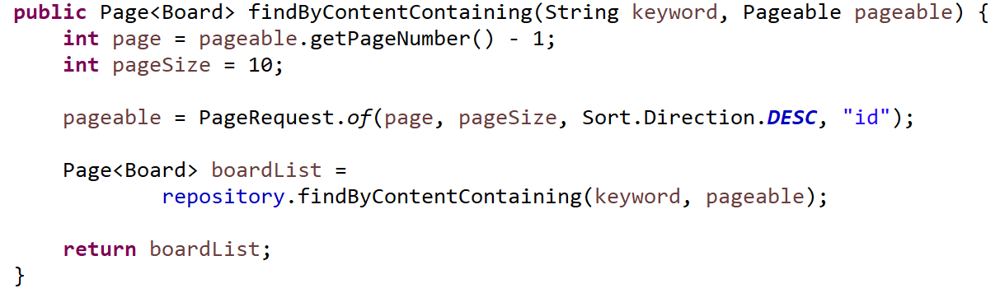 public Page<Board> findByContentContaining(String keyword, Pageable pageable) {
    int page = pageable.getPageNumber() - 1;
    int pageSize = 10;

    pageable = PageRequest.of(page, pageSize, Sort.Direction.DESC, "id");

    Page<Board> boardList =
            repository.findByContentContaining(keyword, pageable);

    return boardList;
}